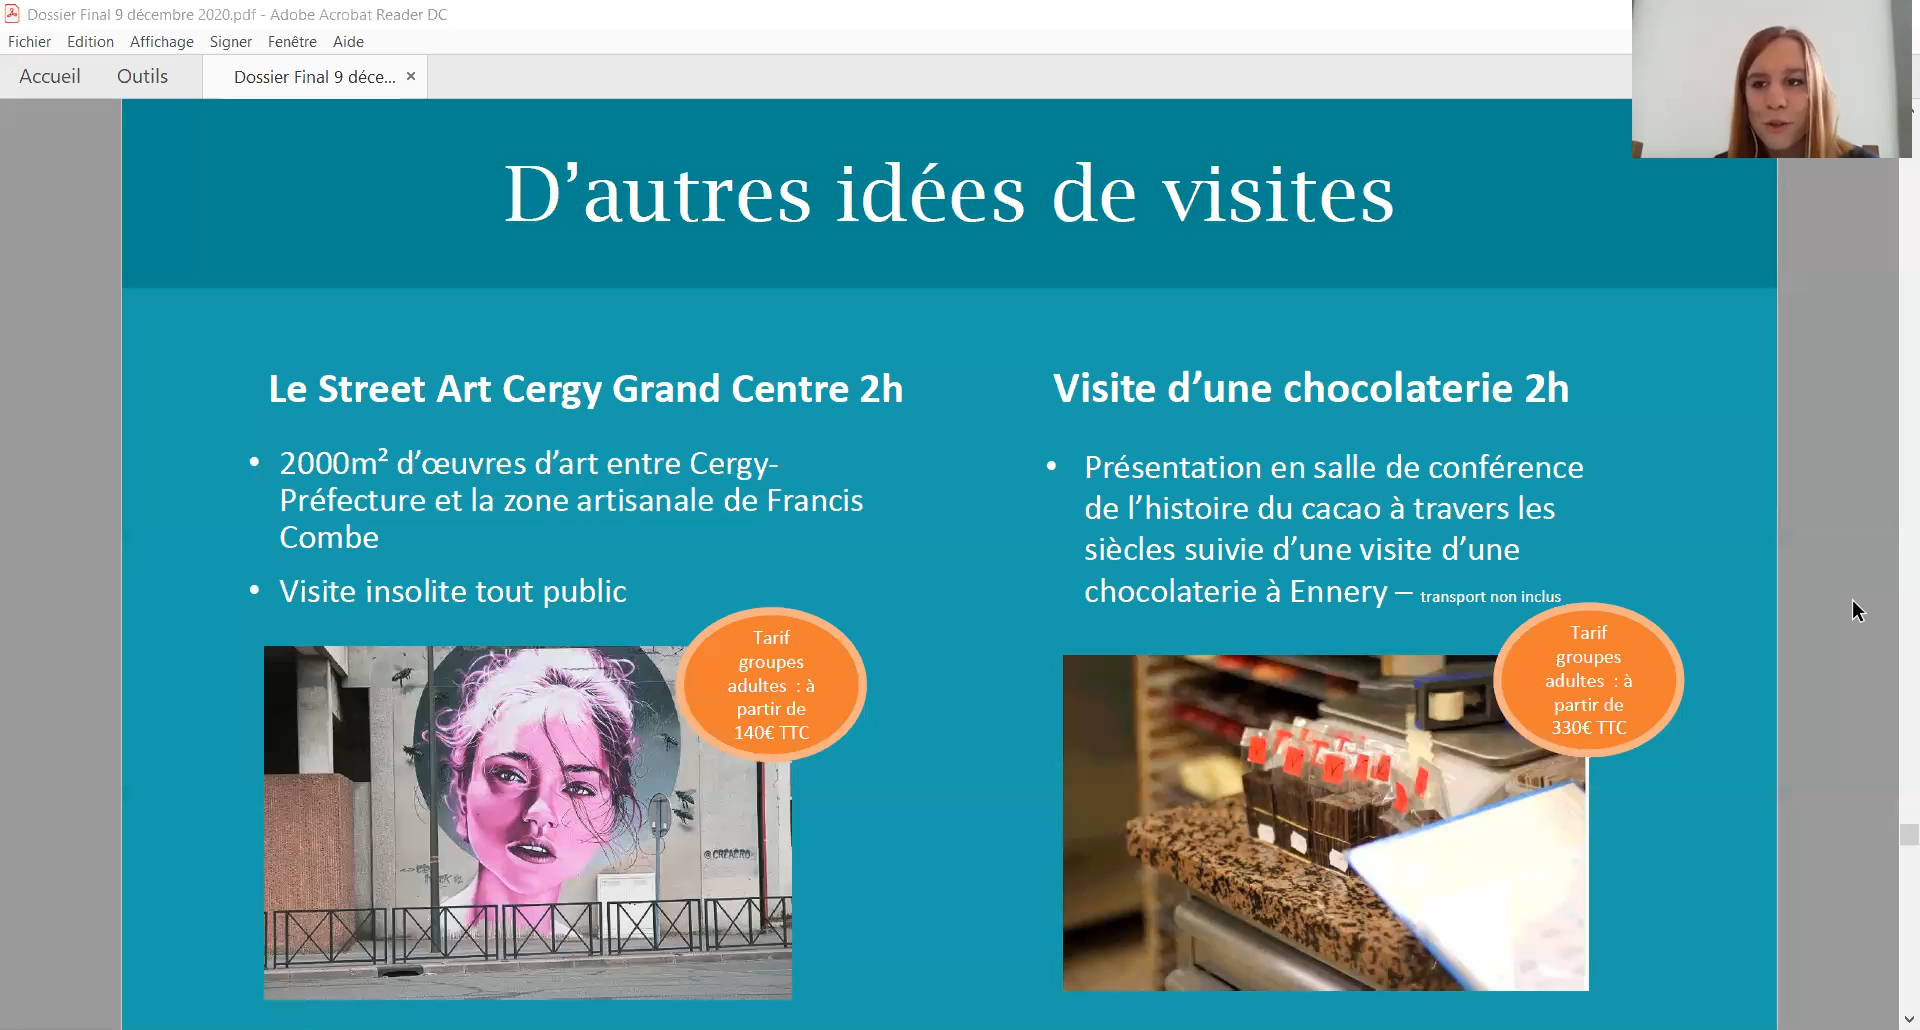 Dossier Final 9 décembre 2020.pdf - Adobe Acrobat Reader DC
Fichier Edition Affichage Signer Fenêtre Aide
Accueil Outils Dossier Final 9 déce... ×
D’autres idées de visites
Le Street Art Cergy Grand Centre 2h
• 2000m² d’œuvres d’art entre Cergy-
Préfecture et la zone artisanale de Francis
Combe
• Visite insolite tout public
Tarif
groupes
adultes : à
partir de
140€ TTC
@CRÉAERO
Visite d’une chocolaterie 2h
• Présentation en salle de conférence
de l’histoire du cacao à travers les
siècles suivie d’une visite d’une
chocolaterie à Ennery – transport non inclus
Tarif
groupes
adultes : à
partir de
330€ TTC